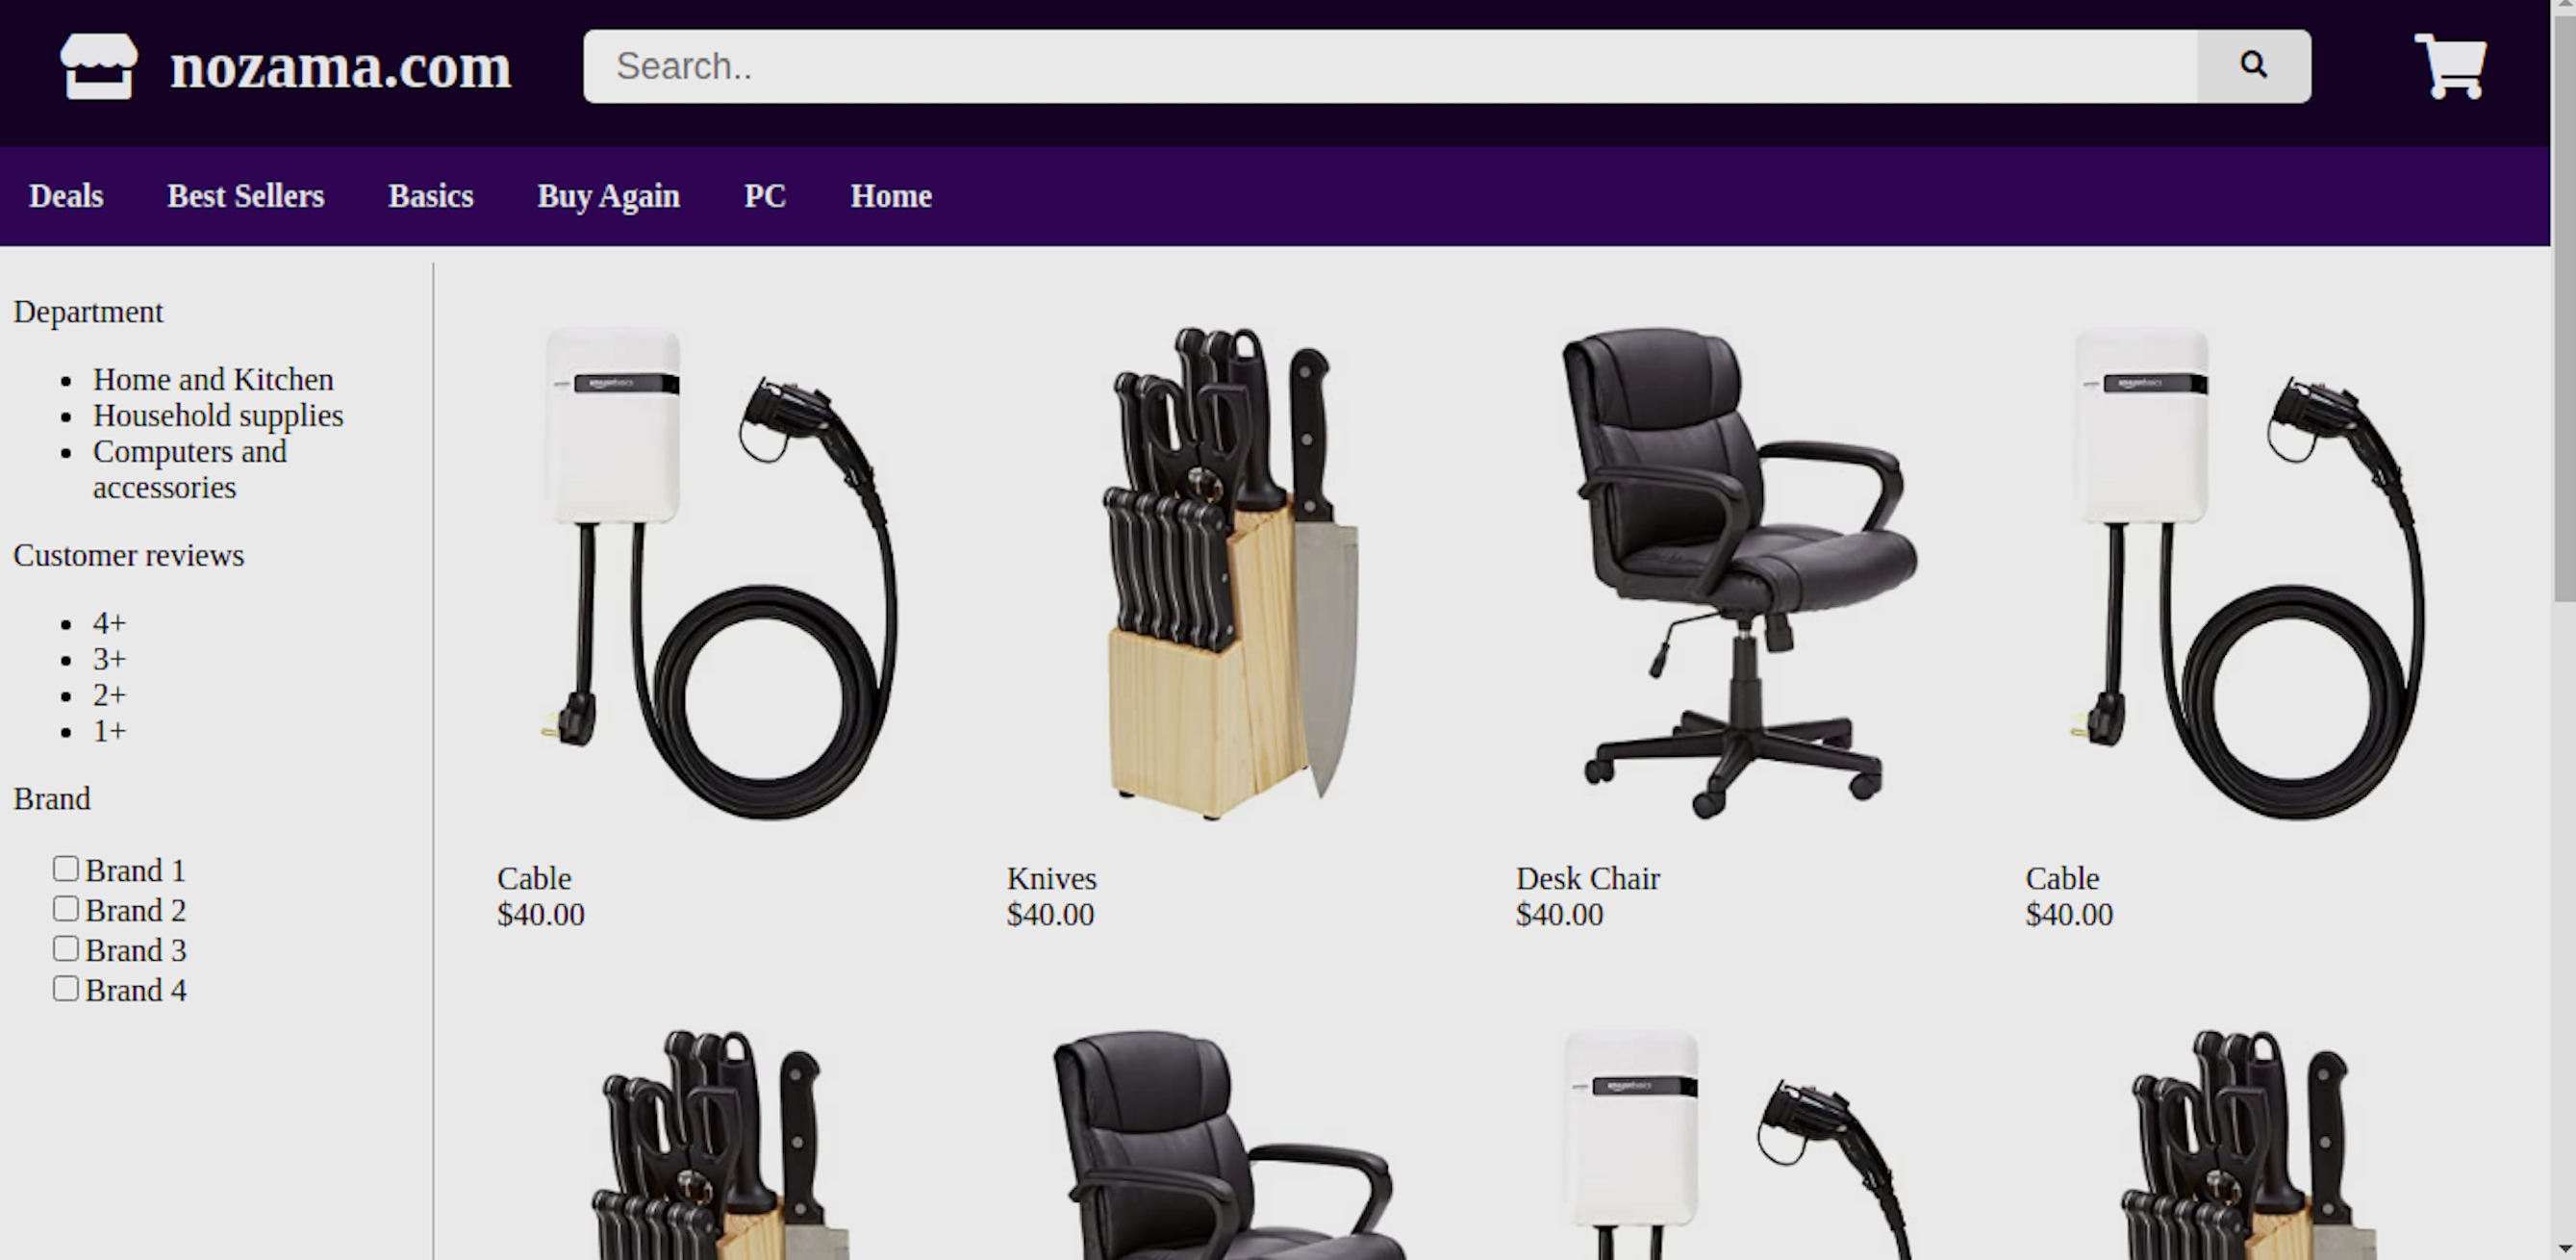 nozama.com
Search..
Deals Best Sellers Basics Buy Again PC Home
Department
Home and Kitchen
Household supplies
Computers and
accessories
Customer reviews
4+
3+
2+
1+
Brand
Brand 1
Brand 2
Brand 3
Brand 4
Cable
$40.00
Knives
$40.00
Desk Chair
$40.00
Cable
$40.00